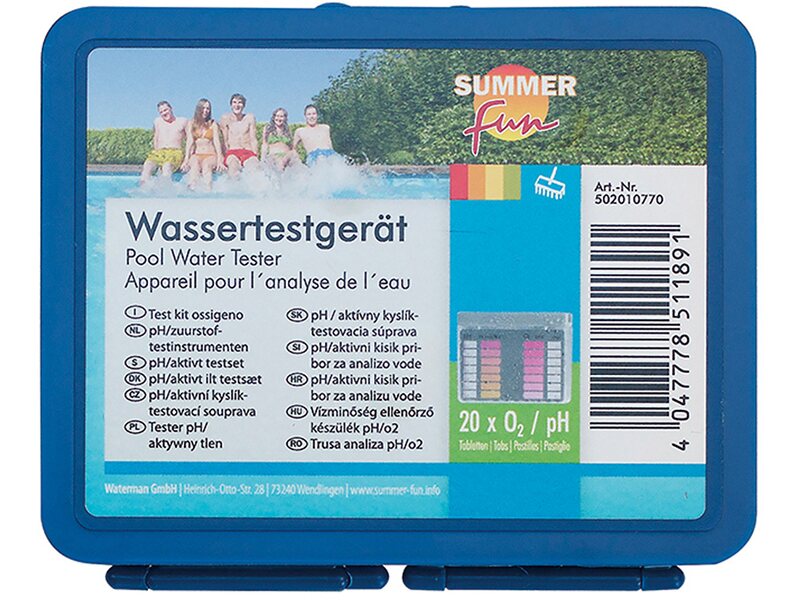 SUMMER
fun
Art.-Nr.
502010770
Wassertestgerät
Pool Water Tester
Appareil pour l´analyse de l´eau
I Test kit ossigeno
NL pH/zuurstof-
testinstrumenten
S pH/aktivt testset
DK pH/aktivt ilt testsæt
CZ pH/aktivní kyslík-
testovací souprava
PL Tester pH/
aktywny tlen
SK pH / aktívny kyslík-
testovacia súprava
SI pH/aktivni kisik pri-
bor za analizo vode
HR pH/aktivni kisik pri-
bor za analizu vode
HU Vízminőség ellenőrző
készülék pH/o2
RO Trusa analiza pH/o2
20 x O₂ / pH
Tabletten | Tabs | Pastilles | Pastiglie
4 047778 511891
Waterman GmbH | Heinrich-Otto-Str. 28 | 73240 Wendlingen | www.summer-fun.info